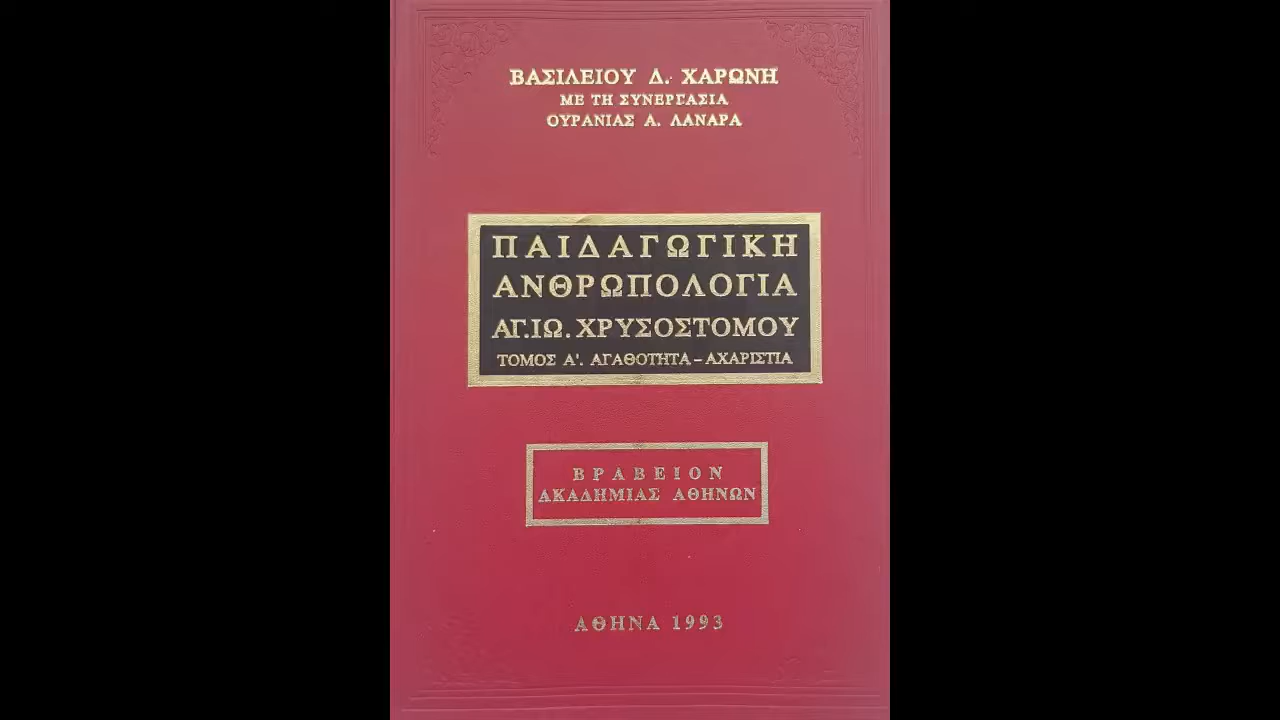 ΒΑΣΙΛΕΙΟΥ Δ. ΧΑΡΩΝΗ
ΜΕ ΤΗ ΣΥΝΕΡΓΑΣΙΑ
ΟΥΡΑΝΙΑΣ Α. ΛΑΝΑΡΑ
ΠΑΙΔΑΓΩΓΙΚΗ
ΑΝΘΡΩΠΟΛΟΓΙΑ
ΑΓ.ΙΩ. ΧΡΥΣΟΣΤΟΜΟΥ
ΤΟΜΟΣ Α'. ΑΓΑΘΟΤΗΤΑ – ΑΧΑΡΙΣΤΙΑ
ΒΡΑΒΕΙΟΝ
ΑΚΑΔΗΜΙΑΣ ΑΘΗΝΩΝ
ΑΘΗΝΑ 1993